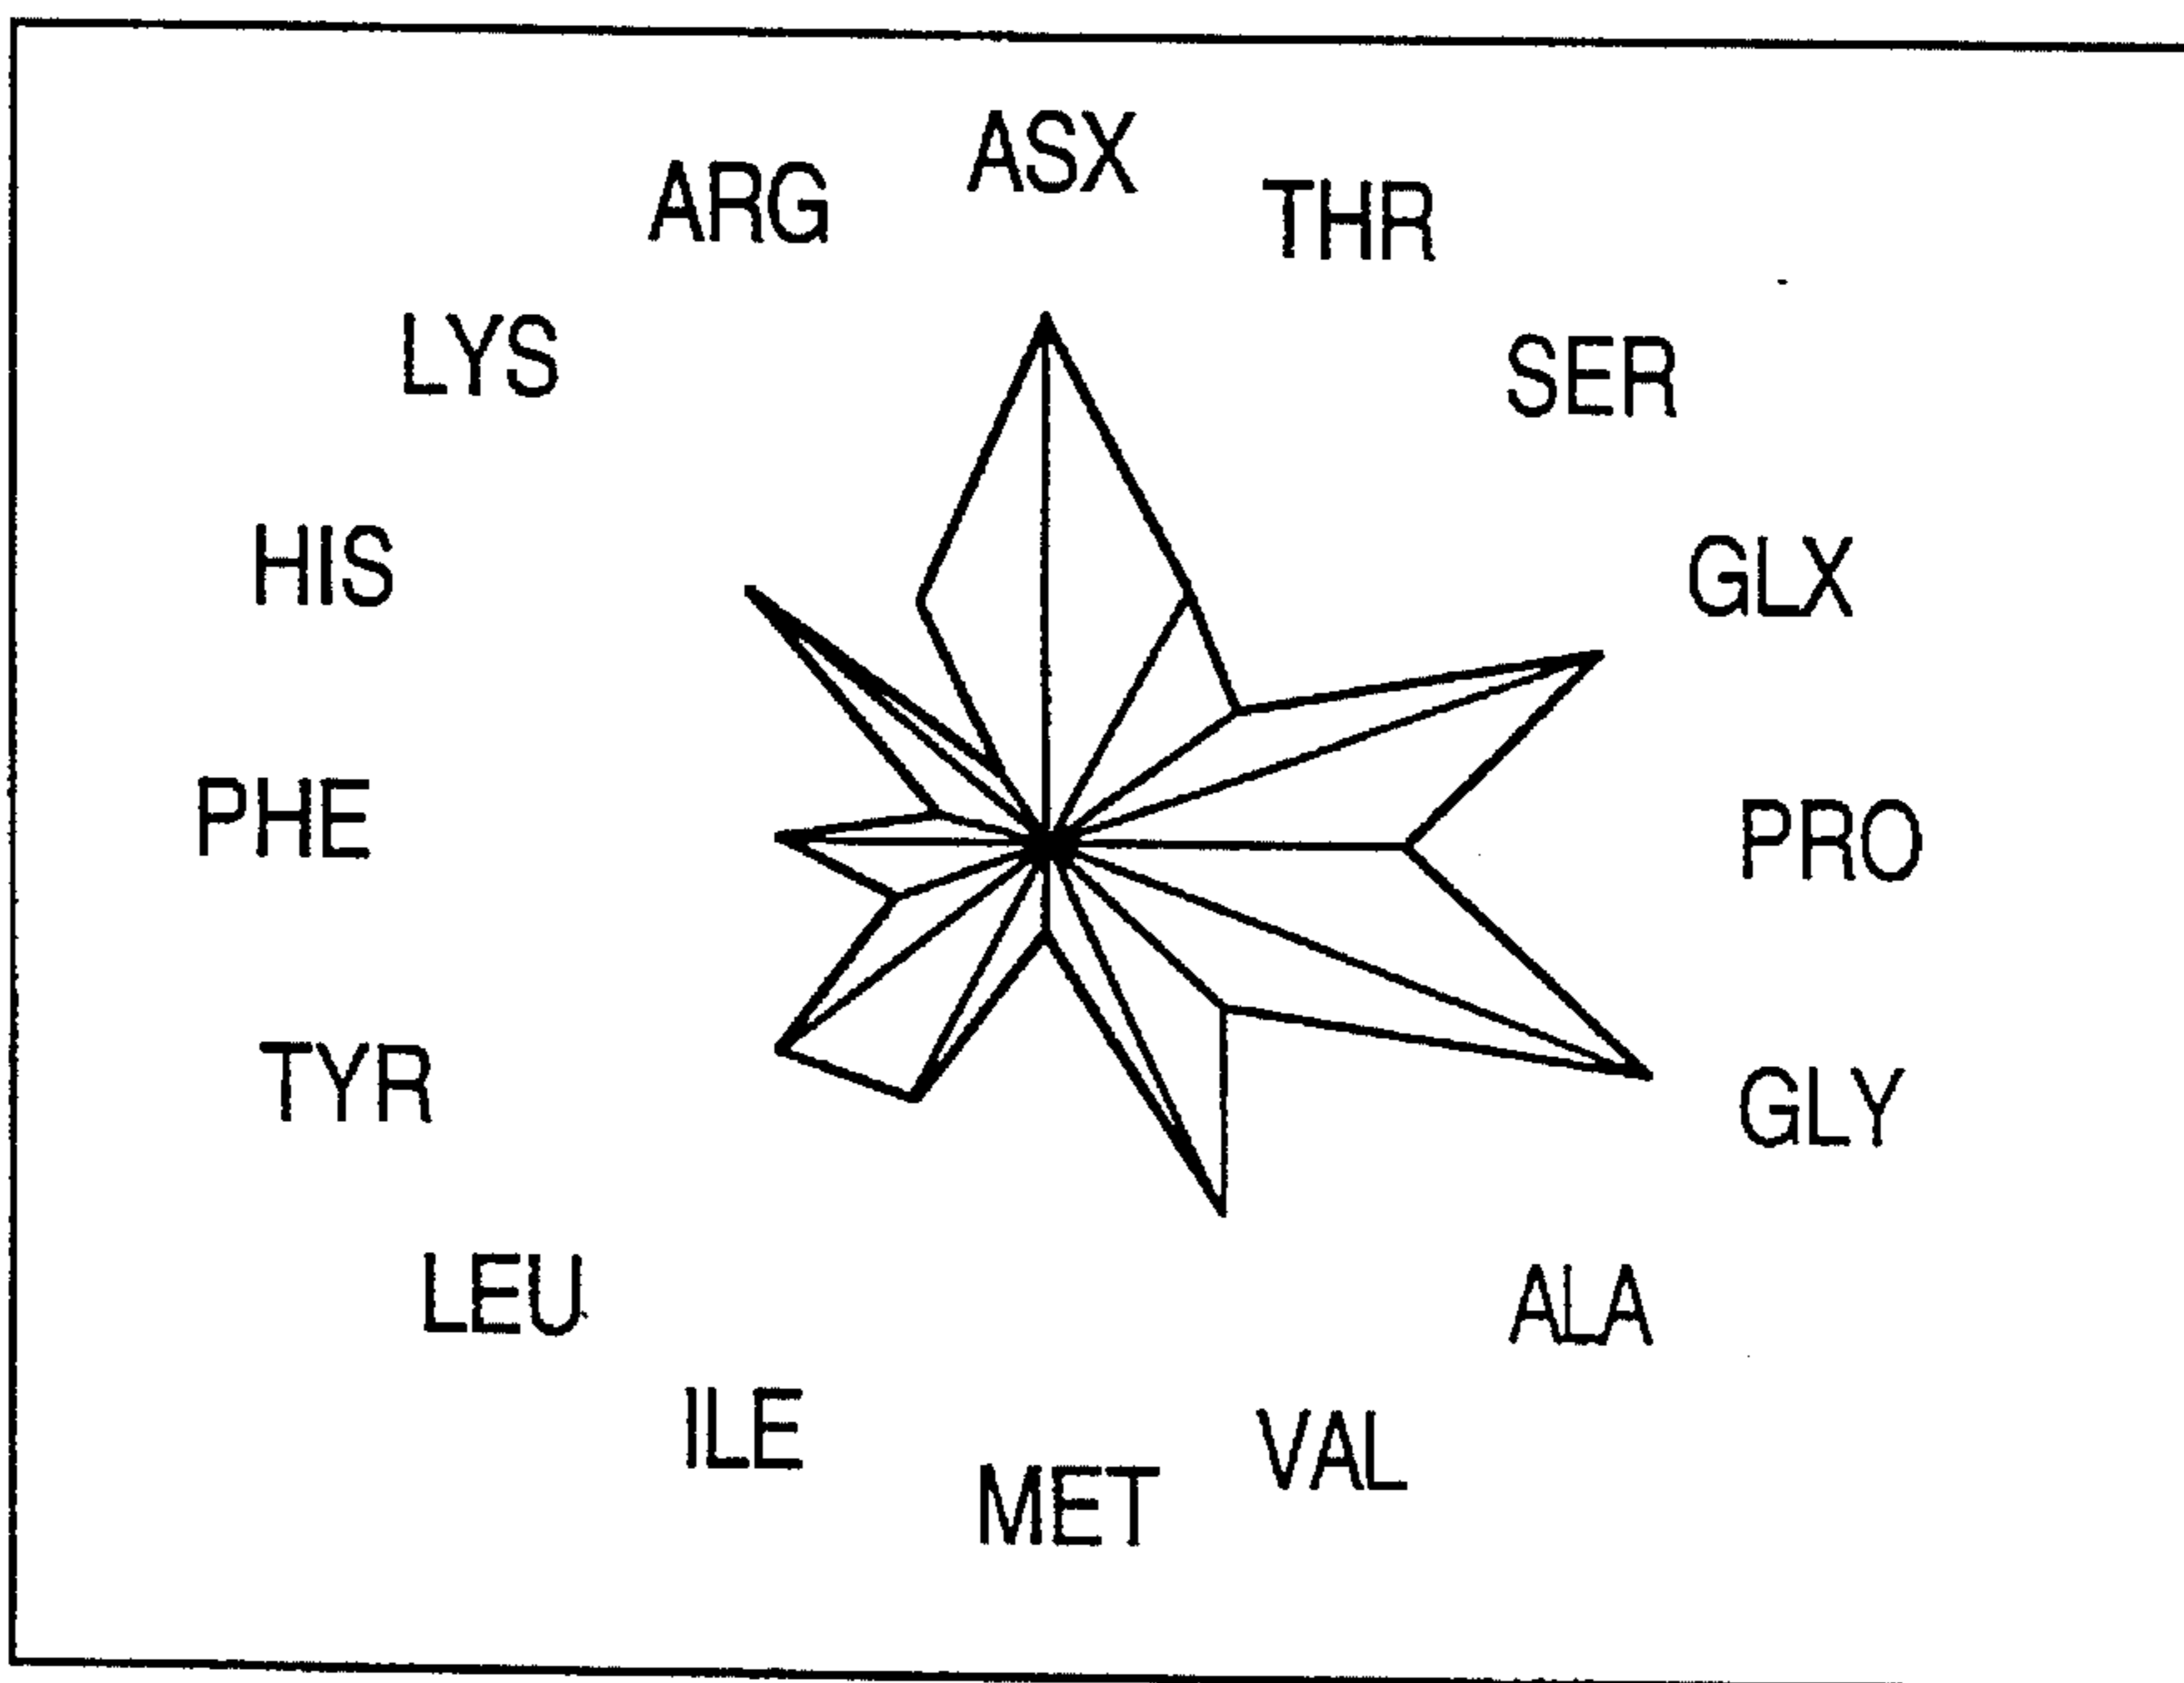 ASX
ARG
THR
LYS
SER
HIS
GLX
PHE
PRO
TYR
GLY
LEU
ALA
ILE
VAL
MET